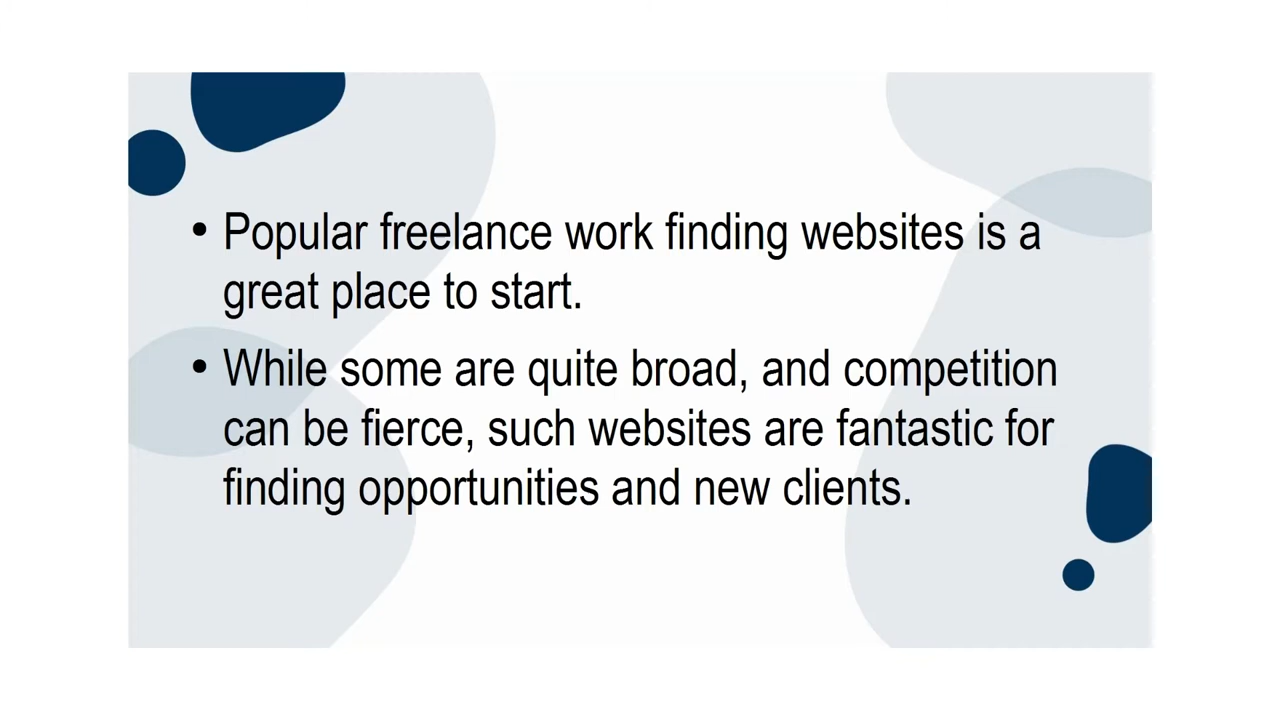 • Popular freelance work finding websites is a
great place to start.
• While some are quite broad, and competition
can be fierce, such websites are fantastic for
finding opportunities and new clients.